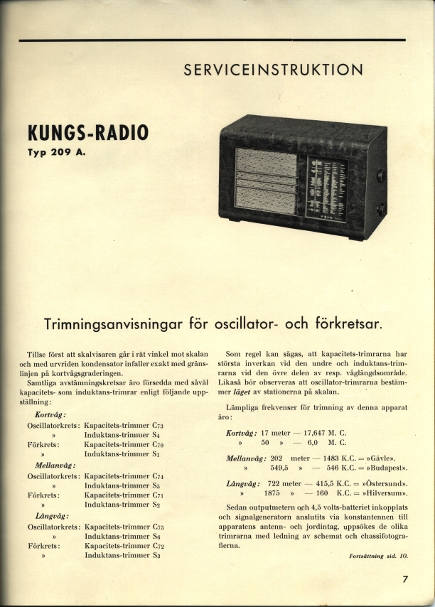 SERVICEINSTRUKTION
KUNGS-RADIO
Typ 209 A.
Trimningsanvisningar för oscillator- och förkretsar.
Tillse först att skalvisaren går i rät vinkel mot skalan
och med urvriden kondensator infaller exakt med gräns-
linjen på kortvågsgraderingen.
Samtliga avstämningskretsar äro försedda med såväl
kapacitets- som induktans-trimrar enligt följande upp-
ställning:
Kortvåg:
Oscillatorkrets: Kapacitets-trimmer C73
» Induktans-trimmer S4
Förkrets: Kapacitets-trimmer C70
» Induktans-trimmer S1
Mellanvåg:
Oscillatorkrets: Kapacitets-trimmer C74
» Induktans-trimmer S5
Förkrets: Kapacitets-trimmer C71
» Induktans-trimmer S2
Långvåg:
Oscillatorkrets: Kapacitets-trimmer C75
» Induktans-trimmer S6
Förkrets: Kapacitets-trimmer C72
» Induktans-trimmer S3
Som regel kan sägas, att kapacitets-trimrarna har
största inverkan vid den undre och induktans-trim-
rarna vid den övre delen av resp. våglängdsområde.
Likaså bör observeras att oscillator-trimrarna bestäm-
mer läget av stationerna på skalan.
Lämpliga frekvenser för trimning av denna apparat
äro:
Kortvåg: 17 meter — 17,647 M. C.
» 50 » — 6,0 M. C.
Mellanvåg: 202 meter — 1483 K.C. = »Gävle».
» 549,5 » — 546 K.C. = »Budapest».
Långvåg: 722 meter — 415,5 K.C. = »Östersund».
» 1875 » — 160 K.C. = »Hilversum».
Sedan outputmetern och 4,5 volts-batteriet inkopplats
och signalgeneratorn anslutits via konstantennen till
apparatens antenn- och jordintag, uppsökes de olika
trimrarna med ledning av schemat och chassifotogra-
fierna.
Fortsättning sid. 10.
7